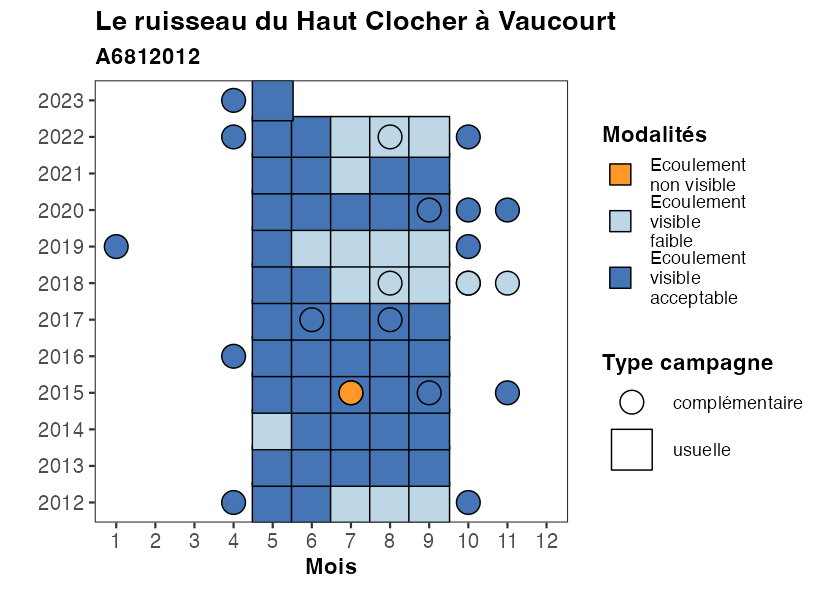 Le ruisseau du Haut Clocher à Vaucourt
A6812012
2023
2022
2021
2020
2019
2018
2017
2016
2015
2014
2013
2012
1 2 3 4 5 6 7 8 9 10 11 12
Mois
Modalités
Ecoulement
non visible
Ecoulement
visible
faible
Ecoulement
visible
acceptable
Type campagne
complémentaire
usuelle